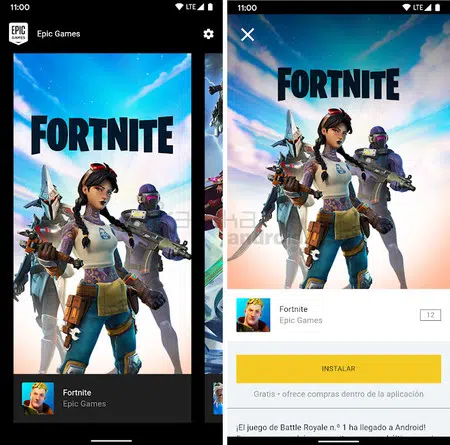 11:00
LTE
EPIC
GAMES
Epic Games
FORTNITE
Fortnite
Epic Games
11:00
LTE
FORTNITE
android
Fortnite
Epic Games
12
INSTALAR
Gratis • ofrece compras dentro de la aplicación
¡El juego de Battle Royale n.º 1 ha llegado a Android!